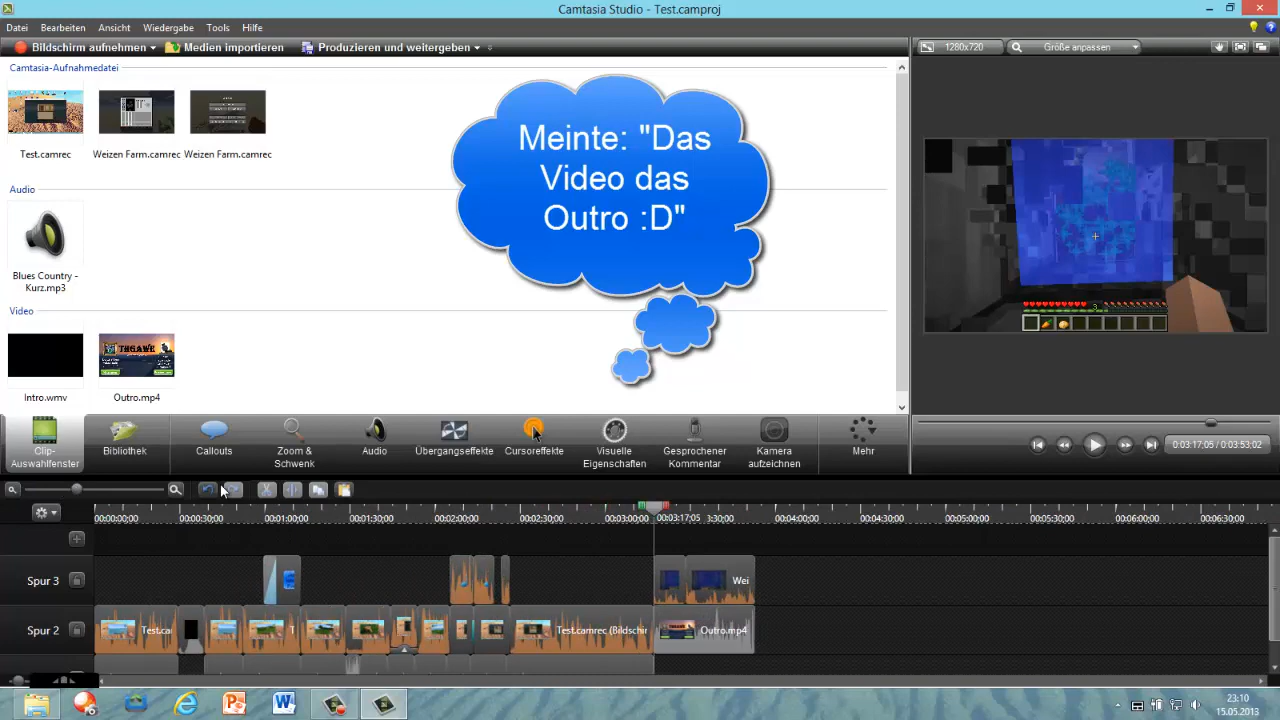 Camtasia Studio - Test.camproj
Datei Bearbeiten Ansicht Wiedergabe Tools Hilfe
Bildschirm aufnehmen Medien importieren Produzieren und weitergeben
1280x720 Größe anpassen
Camtasia-Aufnahmedatei
Test.camrec Weizen Farm.camrec Weizen Farm.camrec
Audio
Blues Country -
Kurz.mp3
Video
Intro.wmv Outro.mp4
Meinte: "Das
Video das
Outro :D"
3
Clip-
Auswahlfenster
Bibliothek
Callouts
Zoom &
Schwenk
Audio
Übergangseffekte
Cursoreffekte
Visuelle
Eigenschaften
Gesprochener
Kommentar
Kamera
aufzeichnen
Mehr
0:03:17;05 / 0:03:53;02
00:00:00;00 00:00:30;00 00:01:00;00 00:01:30;00 00:02:00;00 00:02:30;00 00:03:00;00 00:03:17;05 3:30;00 00:04:00;00 00:04:30;00 00:05:00;00 00:05:30;00 00:06:00;00 00:06:30;00
Spur 3 Wei
Spur 2 Test.ca T Test.camrec (Bildschir Outro.mp4
23:10
15.05.2013